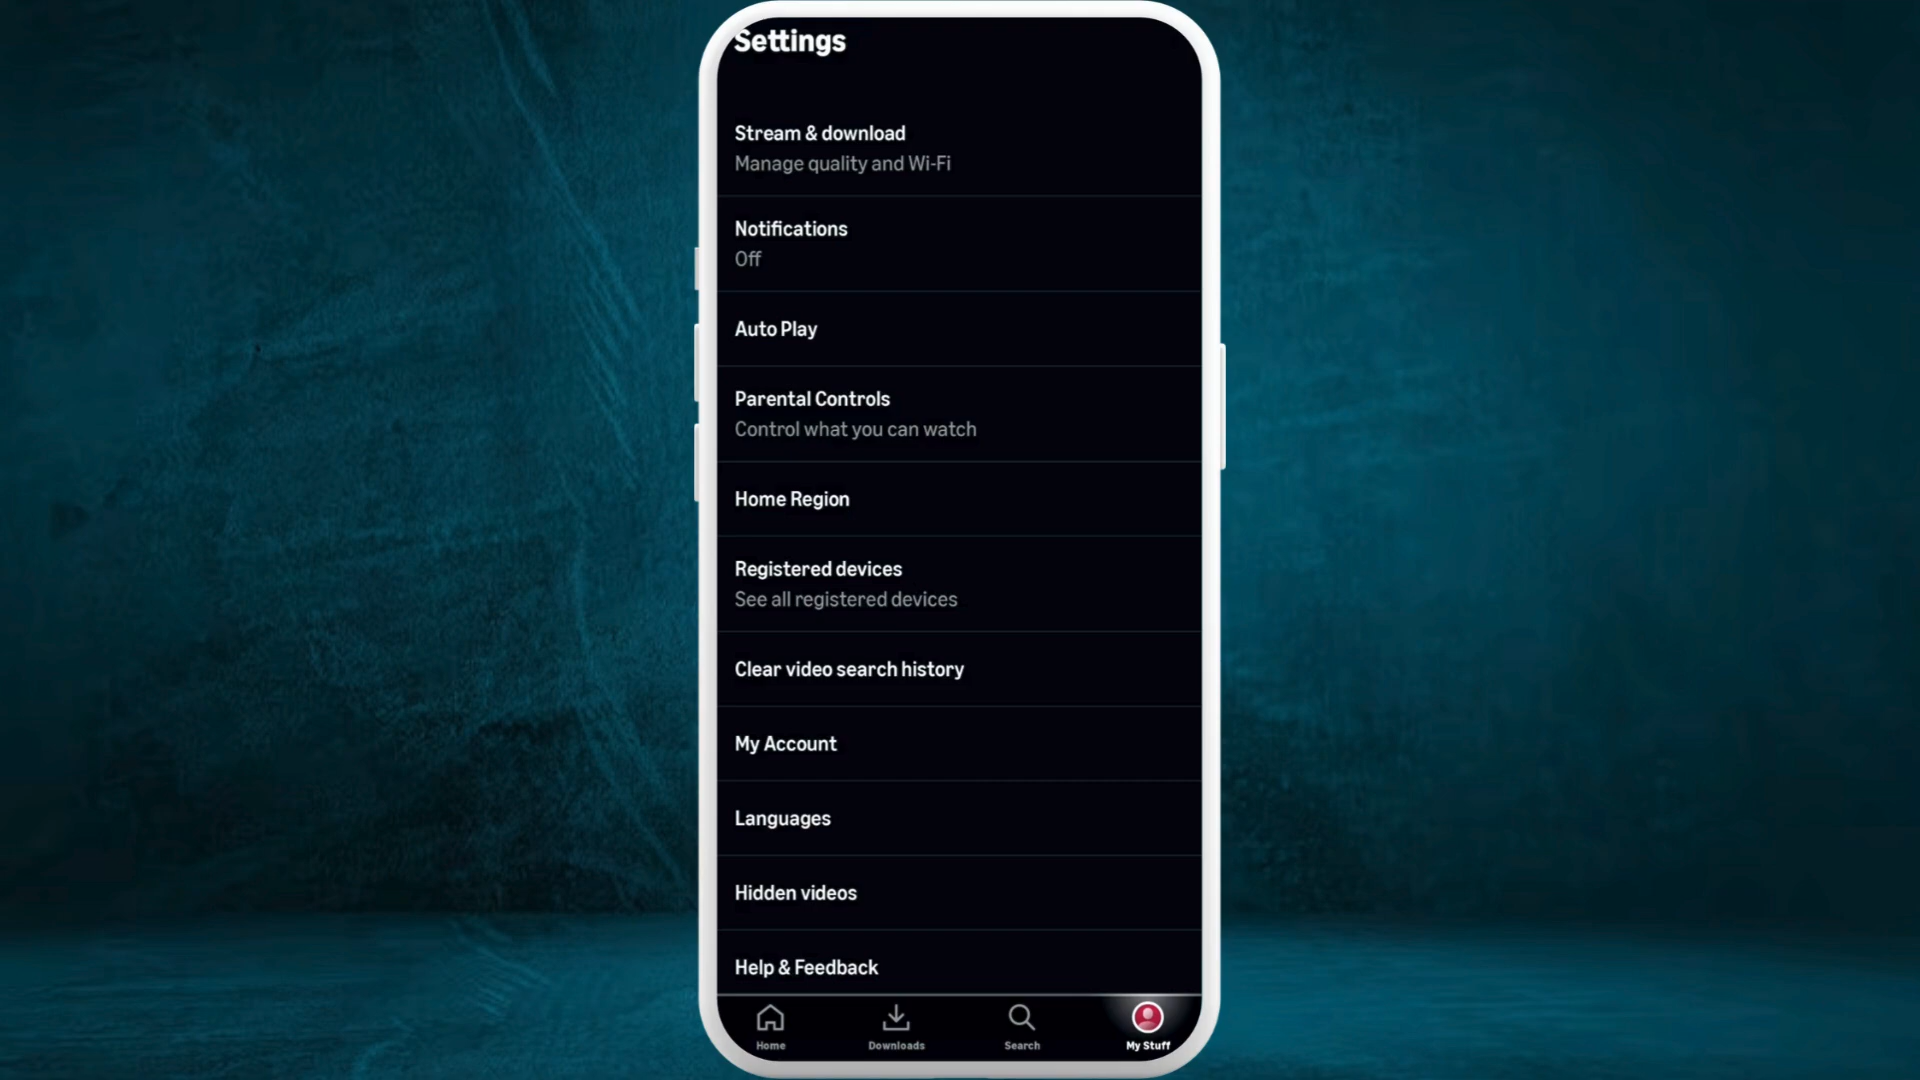 Settings
Stream & download
Manage quality and Wi-Fi
Notifications
Off
Auto Play
Parental Controls
Control what you can watch
Home Region
Registered devices
See all registered devices
Clear video search history
My Account
Languages
Hidden videos
Help & Feedback
Home Downloads Search My Stuff